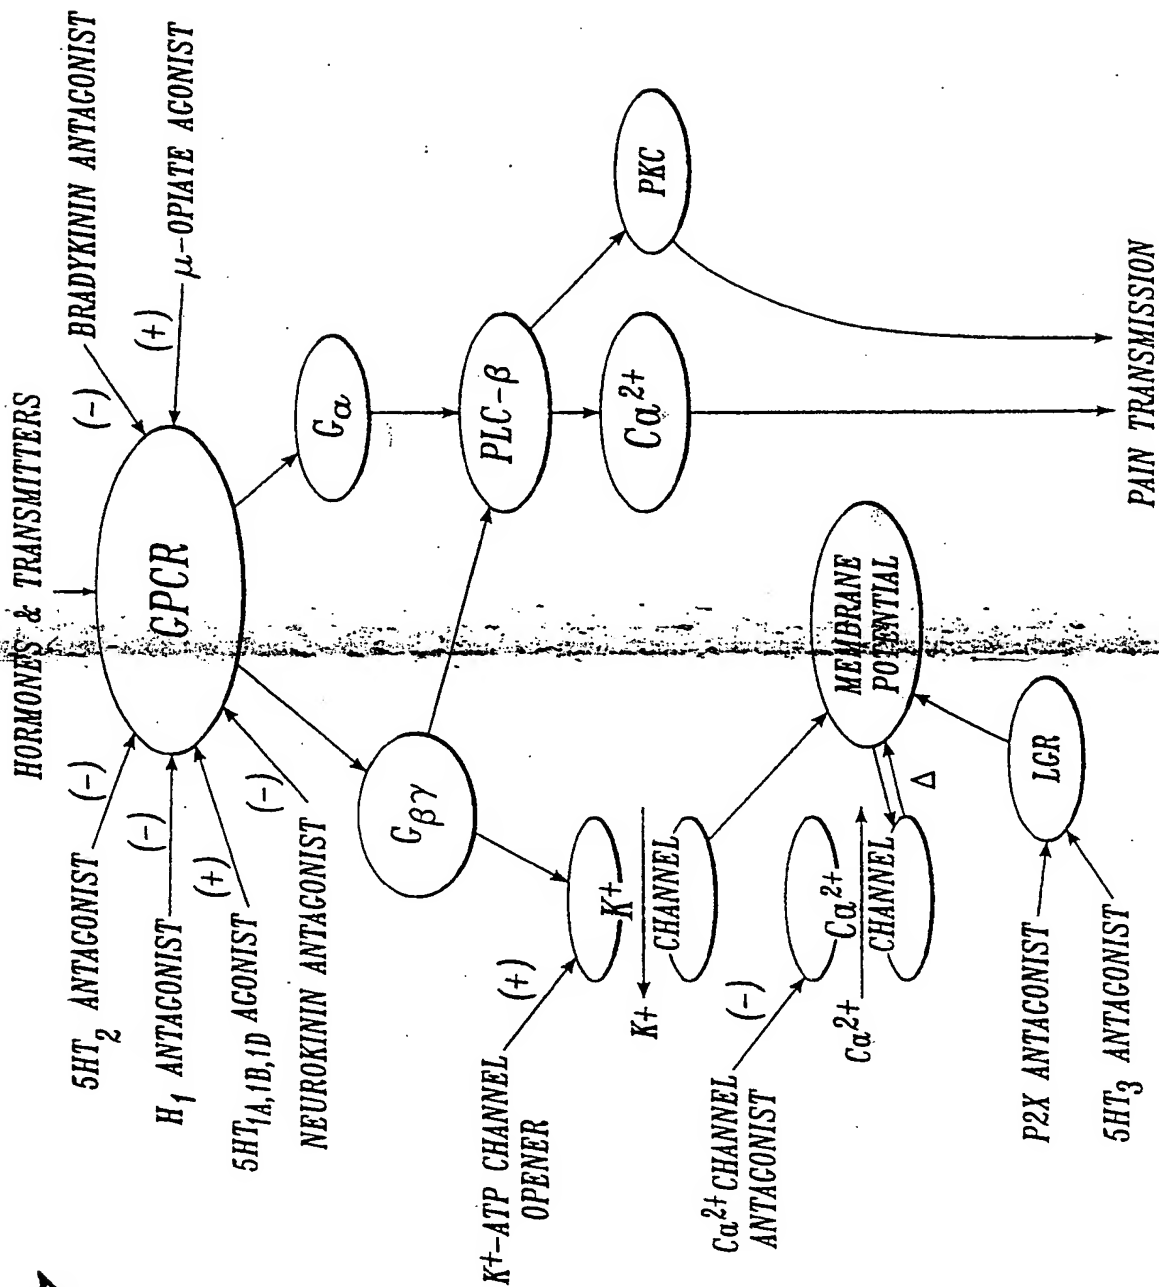 HORMONES & TRANSMITTERS
BRADYKININ ANTAGONIST
(-)
(+)
μ-OPIATE AGONIST
5HT2 ANTAGONIST
(-)
H1 ANTAGONIST
(-)
5HT1A,1B,1D AGONIST
(+)
NEUROKININ ANTAGONIST
(-)
GPCR
Gα
Gβγ
PLC-β
PKC
Ca2+
K+-ATP CHANNEL
OPENER
(+)
K+
K+
CHANNEL
Ca2+ CHANNEL
ANTAGONIST
(-)
Ca2+
Ca2+
CHANNEL
MEMBRANE
POTENTIAL
Δ
LGR
P2X ANTAGONIST
5HT3 ANTAGONIST
PAIN TRANSMISSION